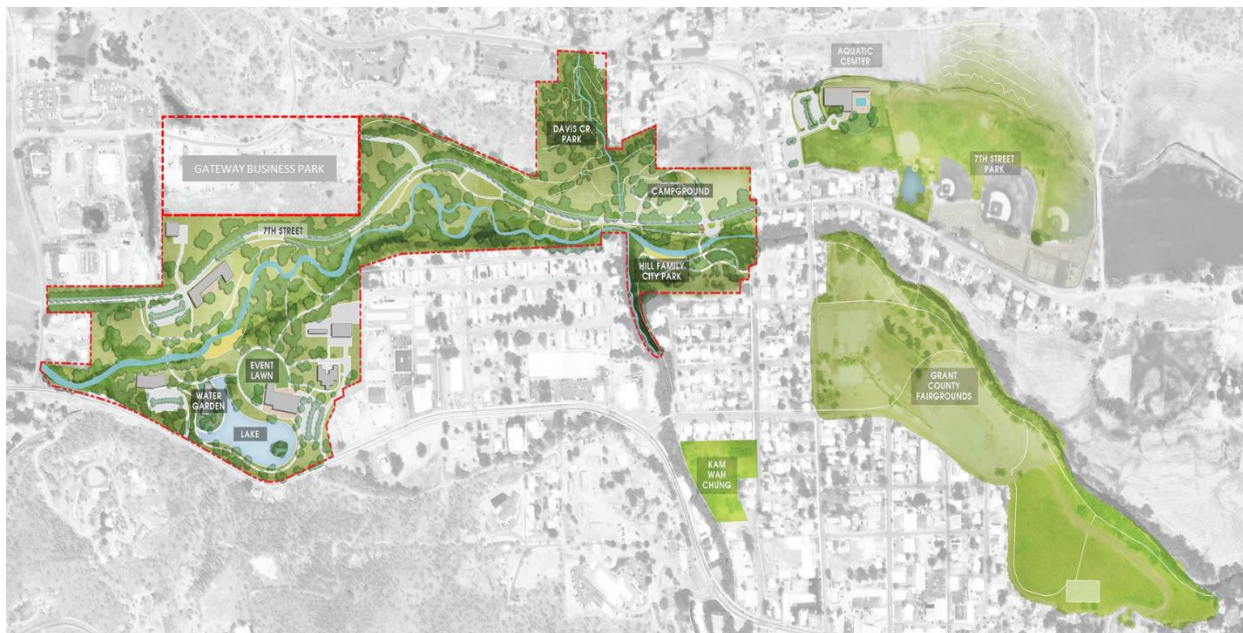 AQUATIC
CEMTER
DAVIS CR
PARK
GATEWAY BUSINESS PARK
7TH STREET
PARK
CAMPGROUND
7TH STREET
HILL FAMILY
CITY PARK
EVENT
LAWN
WATER
GARDEN
LAKE
GRANT
COUNTY
FAIRGROUNDS
KAM
WAH
CHUNG